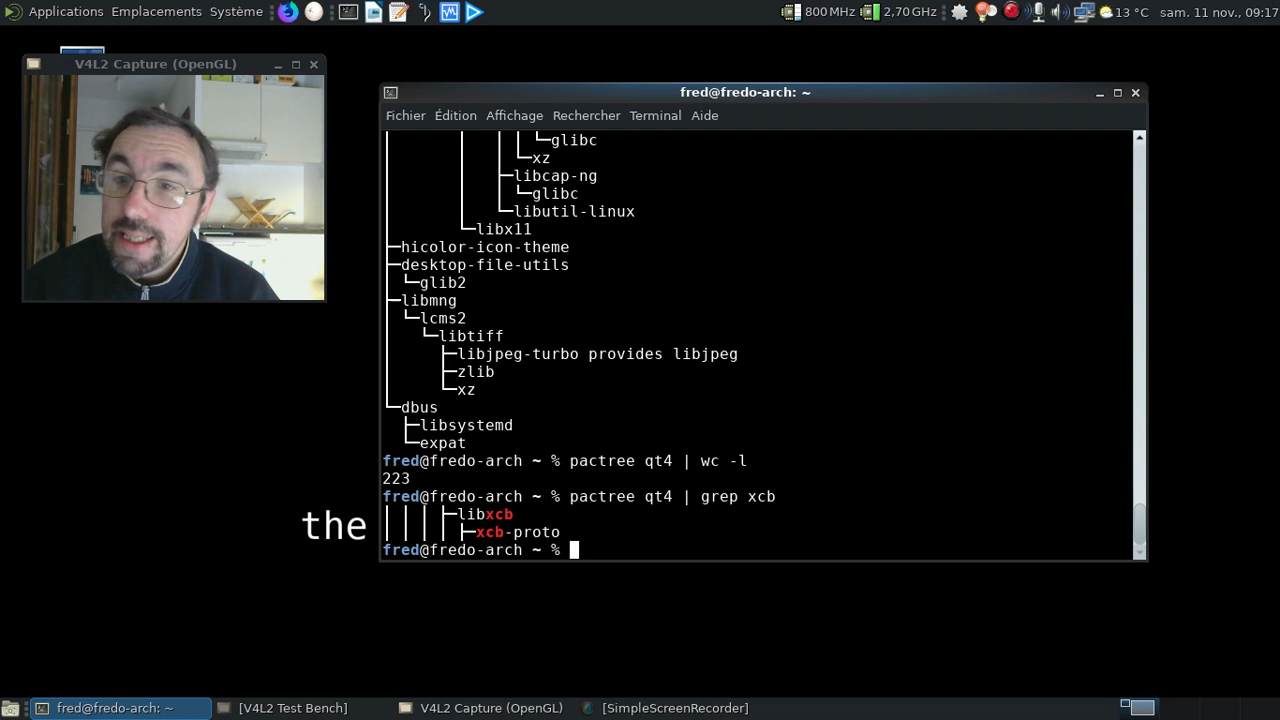 Applications Emplacements Système
800 MHz 2,70 GHz 13 °C sam. 11 nov., 09:17
V4L2 Capture (OpenGL)
fred@fredo-arch: ~
Fichier Édition Affichage Rechercher Terminal Aide
│       │   │ │ └─glibc
│       │   │ └─xz
│       │   ├─libcap-ng
│       │   │ └─glibc
│       │   └─libutil-linux
│       └─libx11
├─hicolor-icon-theme
├─desktop-file-utils
│ └─glib2
├─libmng
│ └─lcms2
│   └─libtiff
│     ├─libjpeg-turbo provides libjpeg
│     ├─zlib
│     └─xz
└─dbus
  ├─libsystemd
  └─expat
fred@fredo-arch ~ % pactree qt4 | wc -l
223
fred@fredo-arch ~ % pactree qt4 | grep xcb
│ │ │ ├─libxcb
│ │ │ │ ├─xcb-proto
fred@fredo-arch ~ %
the
fred@fredo-arch: ~ [V4L2 Test Bench] V4L2 Capture (OpenGL) [SimpleScreenRecorder]